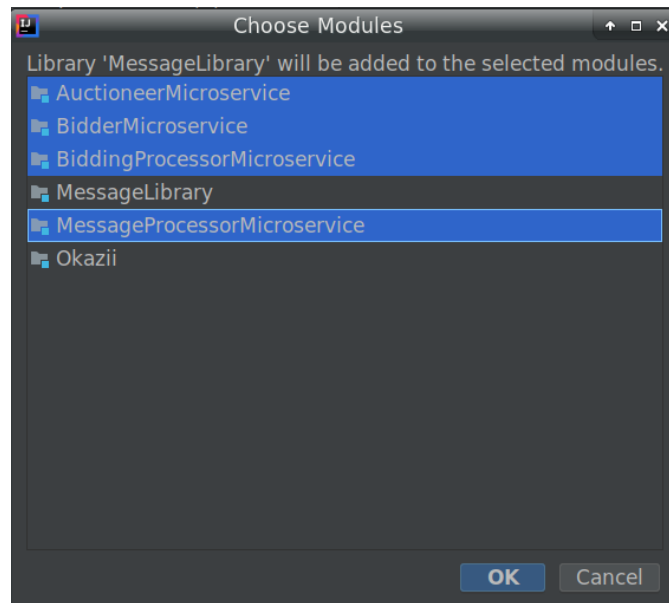 Choose Modules
Library 'MessageLibrary' will be added to the selected modules.
AuctioneerMicroservice
BidderMicroservice
BiddingProcessorMicroservice
MessageLibrary
MessageProcessorMicroservice
Okazii
OK Cancel